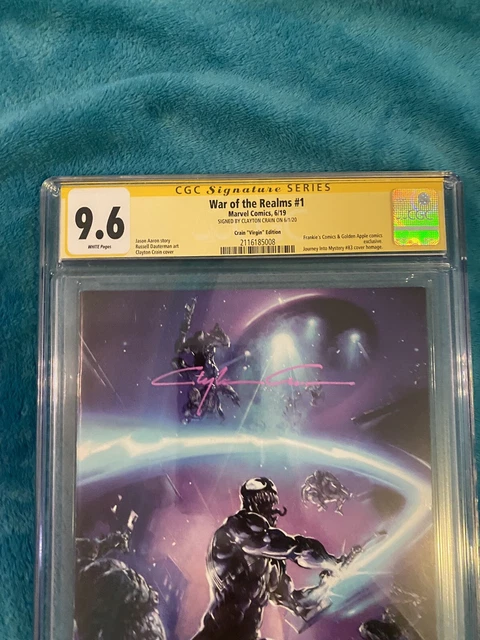 CGC Signature SERIES
9.6
WHITE Pages
War of the Realms #1
Marvel Comics, 6/19
SIGNED BY CLAYTON CRAIN ON 6/1/20
Crain "Virgin" Edition
2116185008
Jason Aaron story
Russell Dauterman art
Clayton Crain cover
Frankie's Comics & Golden Apple comics
exclusive.
Journey Into Mystery #83 cover homage.
CGC
Clayton Crain